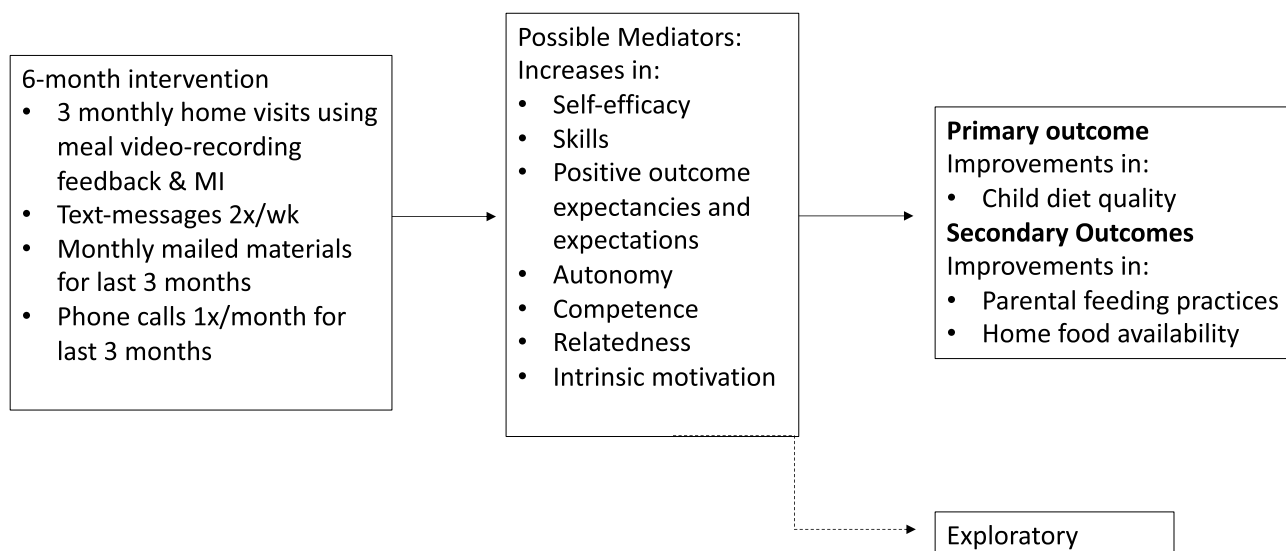 6-month intervention
• 3 monthly home visits using
meal video-recording
feedback & MI
• Text-messages 2x/wk
• Monthly mailed materials
for last 3 months
• Phone calls 1x/month for
last 3 months
Possible Mediators:
Increases in:
• Self-efficacy
• Skills
• Positive outcome
expectancies and
expectations
• Autonomy
• Competence
• Relatedness
• Intrinsic motivation
Primary outcome
Improvements in:
• Child diet quality
Secondary Outcomes
Improvements in:
• Parental feeding practices
• Home food availability
Exploratory